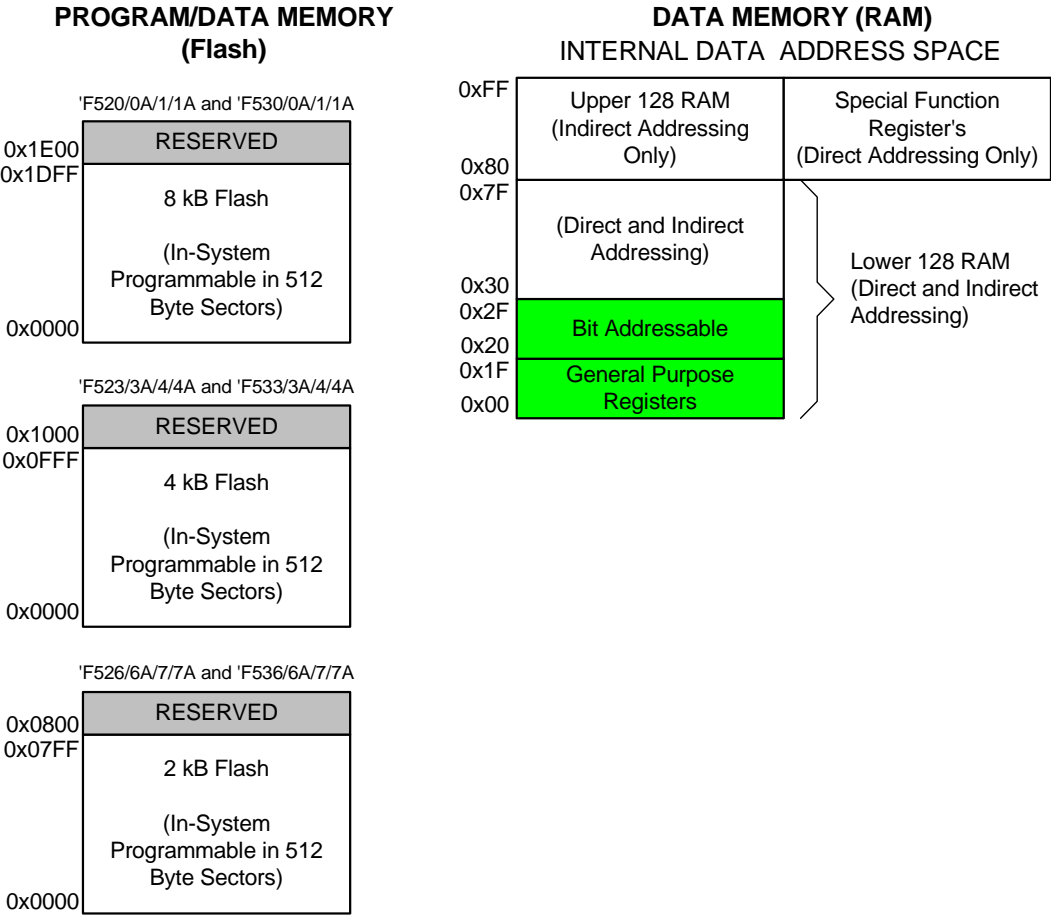 PROGRAM/DATA MEMORY
(Flash)
'F520/0A/1/1A and 'F530/0A/1/1A
RESERVED
0x1E00
0x1DFF
8 kB Flash
(In-System
Programmable in 512
Byte Sectors)
0x0000
'F523/3A/4/4A and 'F533/3A/4/4A
RESERVED
0x1000
0x0FFF
4 kB Flash
(In-System
Programmable in 512
Byte Sectors)
0x0000
'F526/6A/7/7A and 'F536/6A/7/7A
RESERVED
0x0800
0x07FF
2 kB Flash
(In-System
Programmable in 512
Byte Sectors)
0x0000
DATA MEMORY (RAM)
INTERNAL DATA ADDRESS SPACE
0xFF
Upper 128 RAM
(Indirect Addressing
Only)
0x80
Special Function
Register's
(Direct Addressing Only)
0x7F
(Direct and Indirect
Addressing)
0x30
0x2F
Bit Addressable
0x20
0x1F
General Purpose
Registers
0x00
Lower 128 RAM
(Direct and Indirect
Addressing)